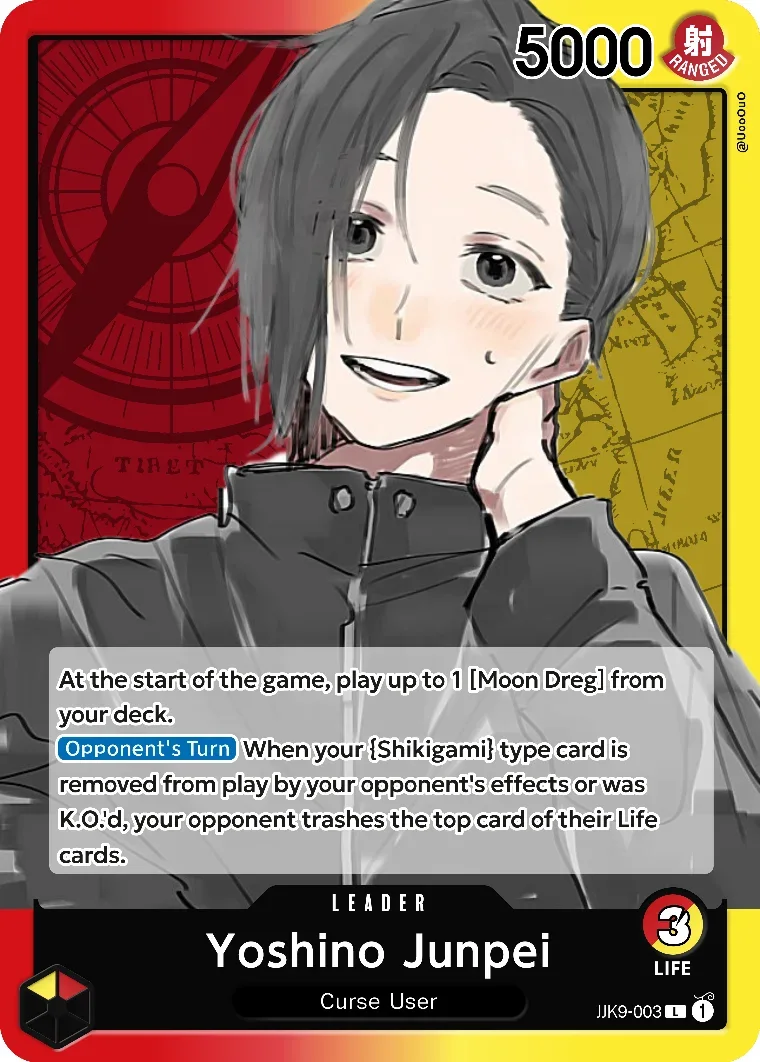 5000
射
RANGED
@UooOuO
TIBET
At the start of the game, play up to 1 [Moon Dreg] from
your deck.
Opponent's Turn When your {Shikigami} type card is
removed from play by your opponent's effects or was
K.O.'d, your opponent trashes the top card of their Life
cards.
LEADER
Yoshino Junpei
3
LIFE
Curse User
JJK9-003 L 1